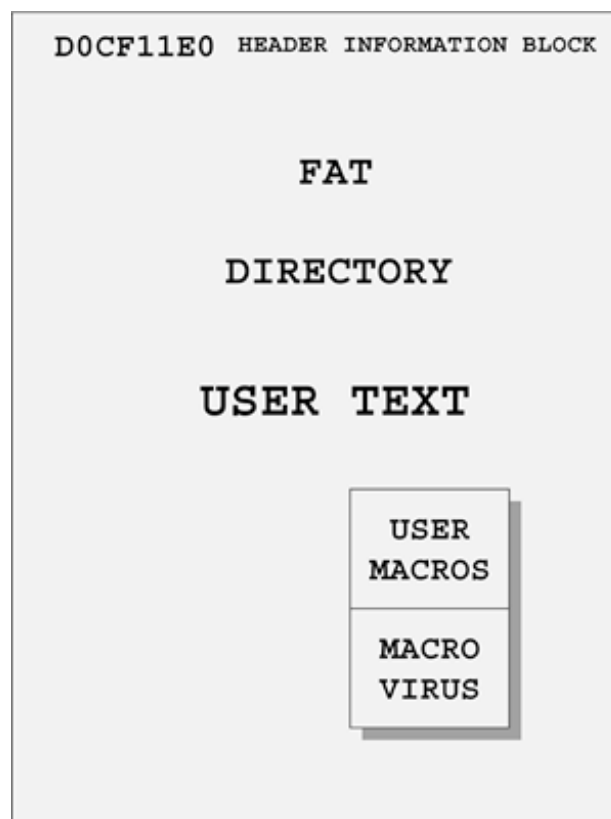 D0CF11E0 HEADER INFORMATION BLOCK
FAT
DIRECTORY
USER TEXT
USER
MACROS
MACRO
VIRUS